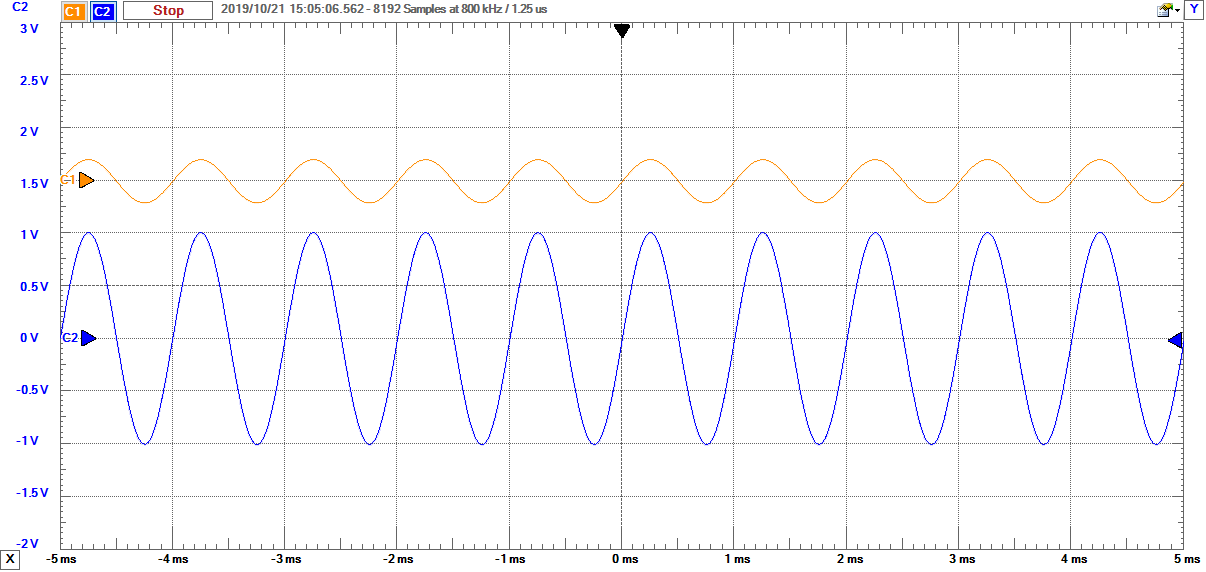 C2 C1 C2 Stop 2019/10/21 15:05:06.562 - 8192 Samples at 800 kHz / 1.25 us Y
3 V
2.5 V
2 V
1.5 V C1
1 V
0.5 V
0 V C2
-0.5 V
-1 V
-1.5 V
-2 V
X -5 ms -4 ms -3 ms -2 ms -1 ms 0 ms 1 ms 2 ms 3 ms 4 ms 5 ms